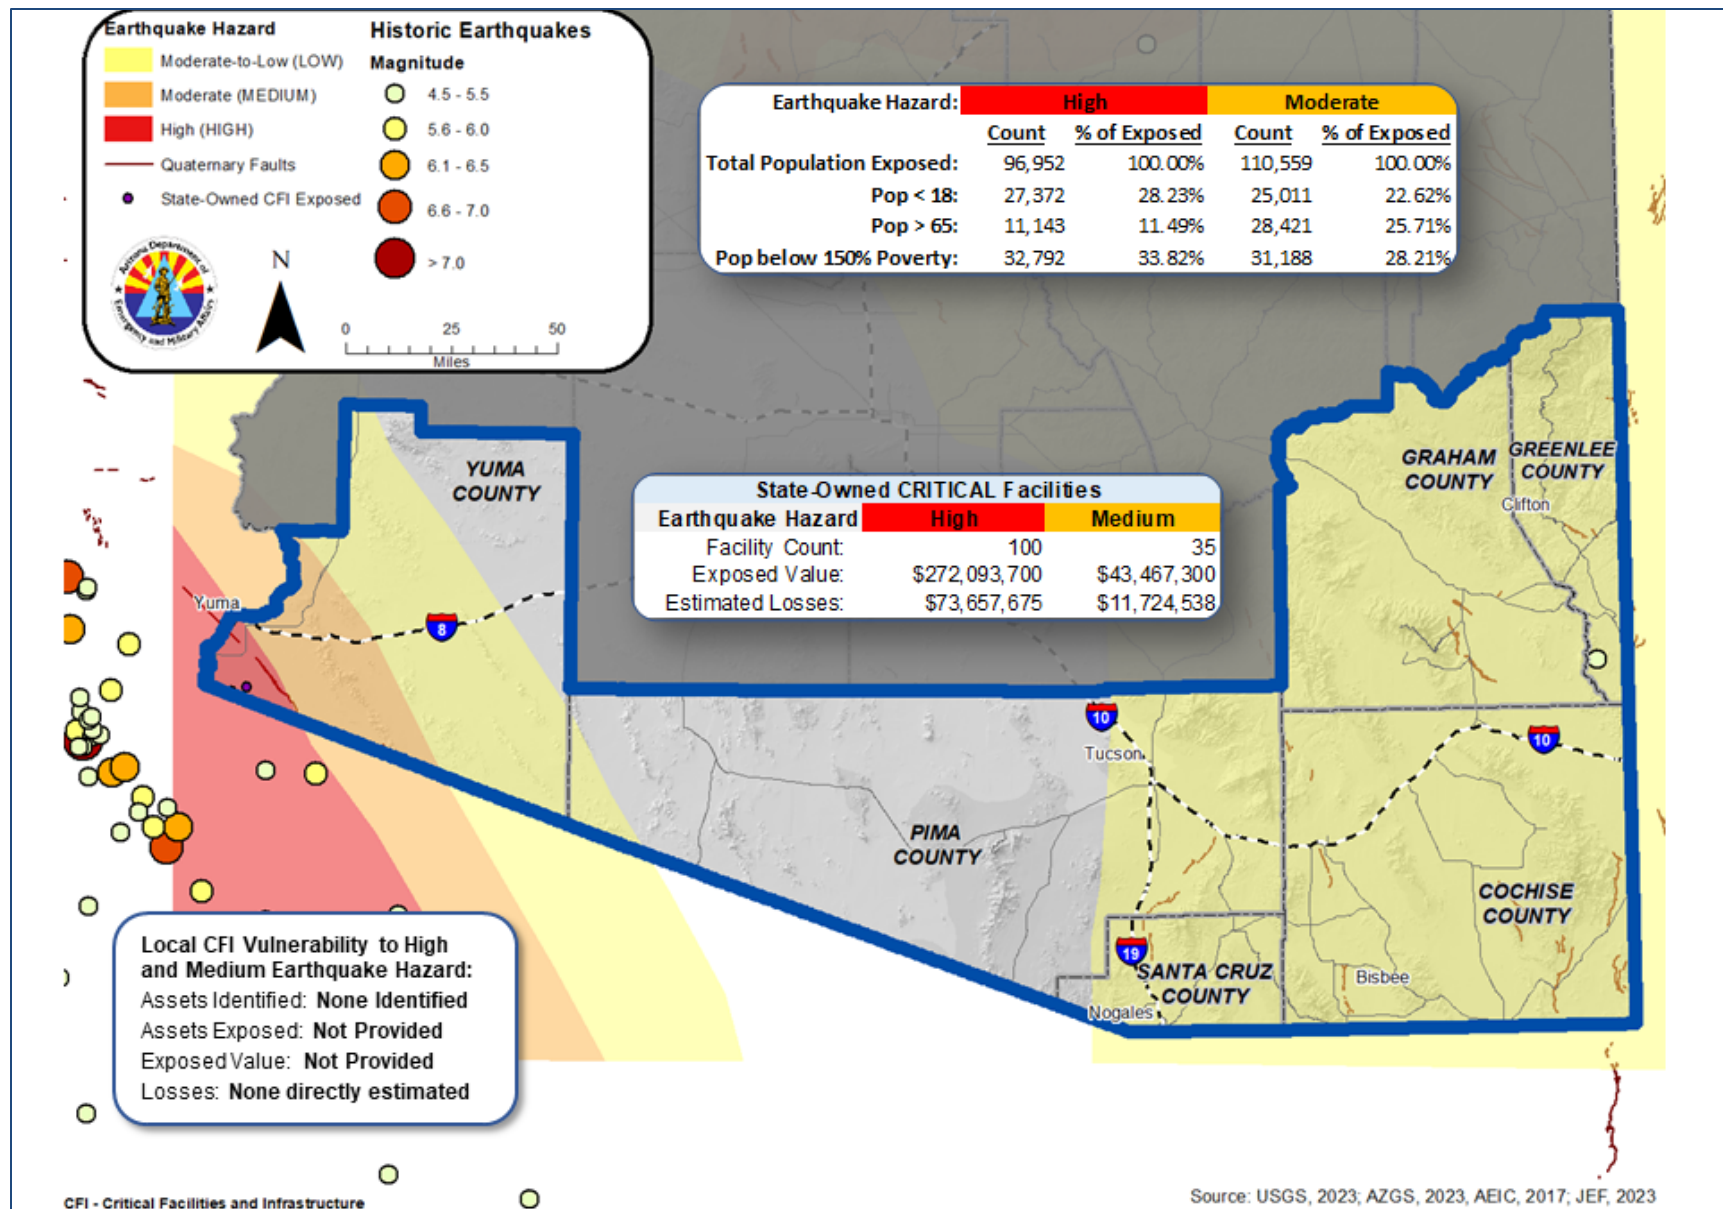 Earthquake Hazard
Moderate-to-Low (LOW)
Moderate (MEDIUM)
High (HIGH)
Quaternary Faults
State-Owned CFI Exposed
Historic Earthquakes
Magnitude
4.5 - 5.5
5.6 - 6.0
6.1 - 6.5
6.6 - 7.0
> 7.0
Arizona Department of
Emergency and Military Affairs
N
0 25 50
Miles
Earthquake Hazard: High Moderate
Count % of Exposed Count % of Exposed
Total Population Exposed: 96,952 100.00% 110,559 100.00%
Pop < 18: 27,372 28.23% 25,011 22.62%
Pop > 65: 11,143 11.49% 28,421 25.71%
Pop below 150% Poverty: 32,792 33.82% 31,188 28.21%
YUMA
COUNTY
GRAHAM
COUNTY
GREENLEE
COUNTY
Clifton
State-Owned CRITICAL Facilities
Earthquake Hazard High Medium
Facility Count: 100 35
Exposed Value: $272,093,700 $43,467,300
Estimated Losses: $73,657,675 $11,724,538
Yuma
8
10
Tucson
10
PIMA
COUNTY
COCHISE
COUNTY
19
SANTA CRUZ
COUNTY
Bisbee
Nogales
Local CFI Vulnerability to High
and Medium Earthquake Hazard:
Assets Identified: None Identified
Assets Exposed: Not Provided
Exposed Value: Not Provided
Losses: None directly estimated
CFI - Critical Facilities and Infrastructure
Source: USGS, 2023; AZGS, 2023, AEIC, 2017; JEF, 2023